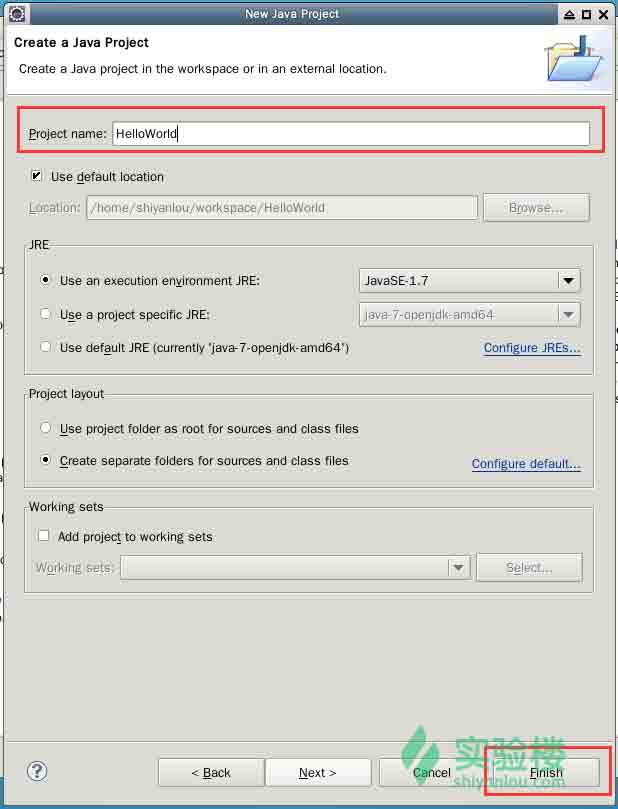 New Java Project
Create a Java Project
Create a Java project in the workspace or in an external location.
Project name: HelloWorld
Use default location
Location: /home/shiyanlou/workspace/HelloWorld Browse...
JRE
Use an execution environment JRE: JavaSE-1.7
Use a project specific JRE: java-7-openjdk-amd64
Use default JRE (currently 'java-7-openjdk-amd64') Configure JREs...
Project layout
Use project folder as root for sources and class files
Create separate folders for sources and class files Configure default...
Working sets
Add project to working sets
Working sets: Select...
实验楼
? < Back Next > Cancel Finish
shiyanlou.com